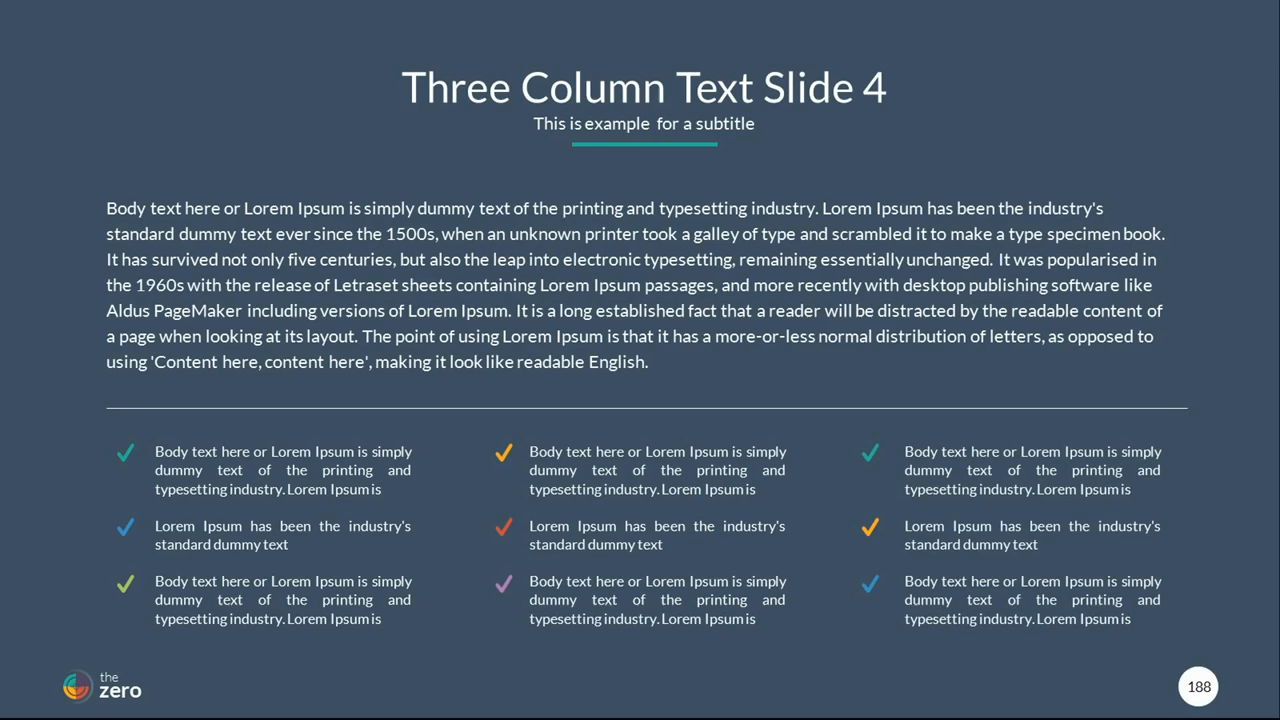 Three Column Text Slide 4
This is example for a subtitle
Body text here or Lorem Ipsum is simply dummy text of the printing and typesetting industry. Lorem Ipsum has been the industry's
standard dummy text ever since the 1500s, when an unknown printer took a galley of type and scrambled it to make a type specimen book.
It has survived not only five centuries, but also the leap into electronic typesetting, remaining essentially unchanged. It was popularised in
the 1960s with the release of Letraset sheets containing Lorem Ipsum passages, and more recently with desktop publishing software like
Aldus PageMaker including versions of Lorem Ipsum. It is a long established fact that a reader will be distracted by the readable content of
a page when looking at its layout. The point of using Lorem Ipsum is that it has a more-or-less normal distribution of letters, as opposed to
using 'Content here, content here', making it look like readable English.
Body text here or Lorem Ipsum is simply
dummy text of the printing and
typesetting industry. Lorem Ipsum is
Lorem Ipsum has been the industry's
standard dummy text
Body text here or Lorem Ipsum is simply
dummy text of the printing and
typesetting industry. Lorem Ipsum is
Body text here or Lorem Ipsum is simply
dummy text of the printing and
typesetting industry. Lorem Ipsum is
Lorem Ipsum has been the industry's
standard dummy text
Body text here or Lorem Ipsum is simply
dummy text of the printing and
typesetting industry. Lorem Ipsum is
Body text here or Lorem Ipsum is simply
dummy text of the printing and
typesetting industry. Lorem Ipsum is
Lorem Ipsum has been the industry's
standard dummy text
Body text here or Lorem Ipsum is simply
dummy text of the printing and
typesetting industry. Lorem Ipsum is
the
zero
188